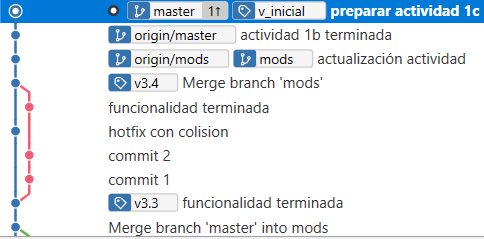 master 1↑ v_inicial preparar actividad 1c
origin/master actividad 1b terminada
origin/mods mods actualización actividad
v3.4 Merge branch 'mods'
funcionalidad terminada
hotfix con colision
commit 2
commit 1
v3.3 funcionalidad terminada
Merge branch 'master' into mods